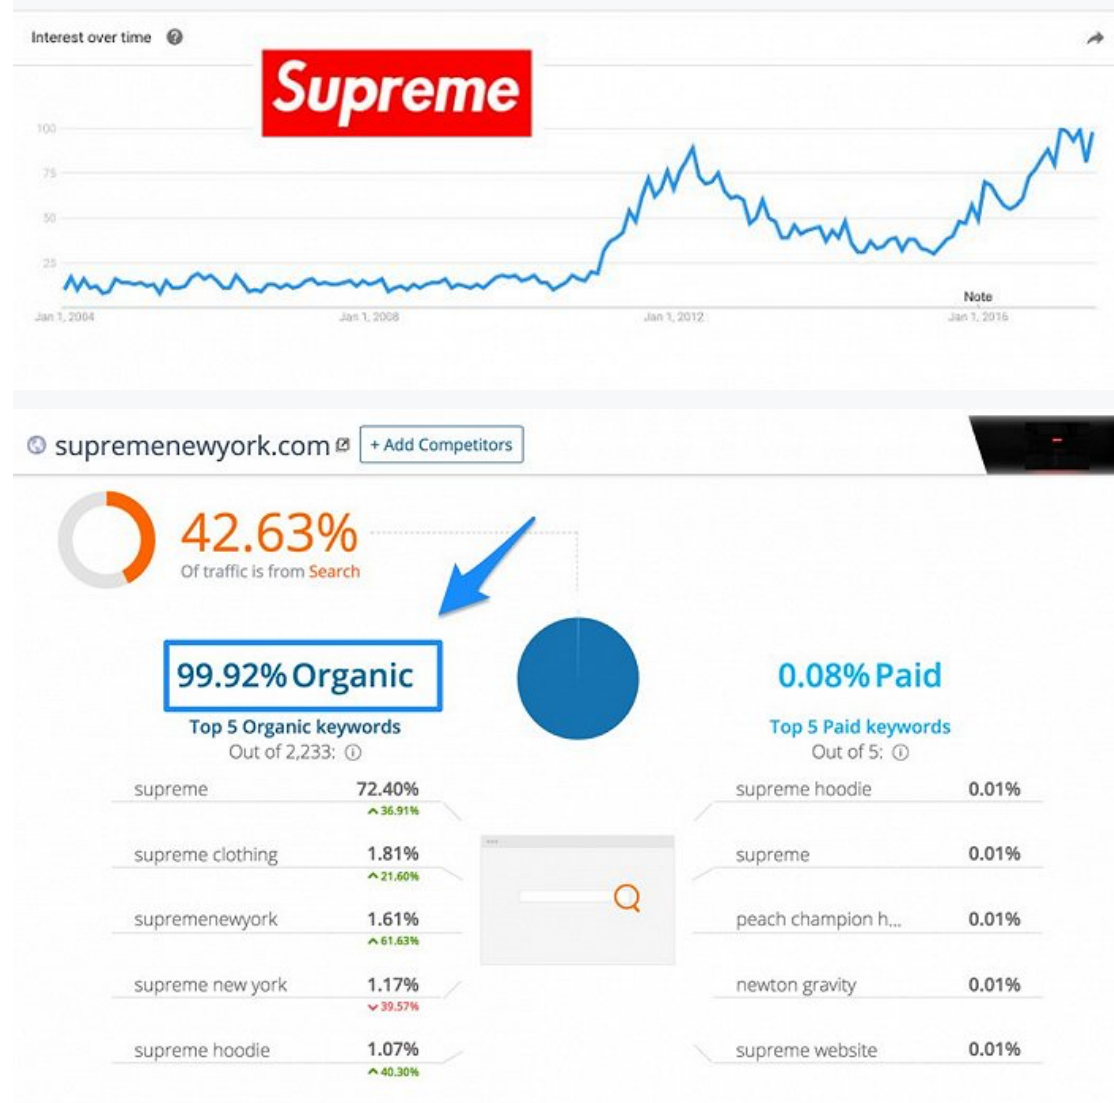 Interest over time
Supreme
100
75
50
25
Note
Jan 1, 2004
Jan 1, 2008
Jan 1, 2012
Jan 1, 2016
supremenewyork.com
+ Add Competitors
42.63%
Of traffic is from Search
99.92% Organic
Top 5 Organic keywords
Out of 2,233:
supreme 72.40%
36.91%
supreme clothing 1.81%
21.60%
supremenewyork 1.61%
61.63%
supreme new york 1.17%
39.57%
supreme hoodie 1.07%
40.30%
0.08% Paid
Top 5 Paid keywords
Out of 5:
supreme hoodie 0.01%
supreme 0.01%
peach champion h... 0.01%
newton gravity 0.01%
supreme website 0.01%